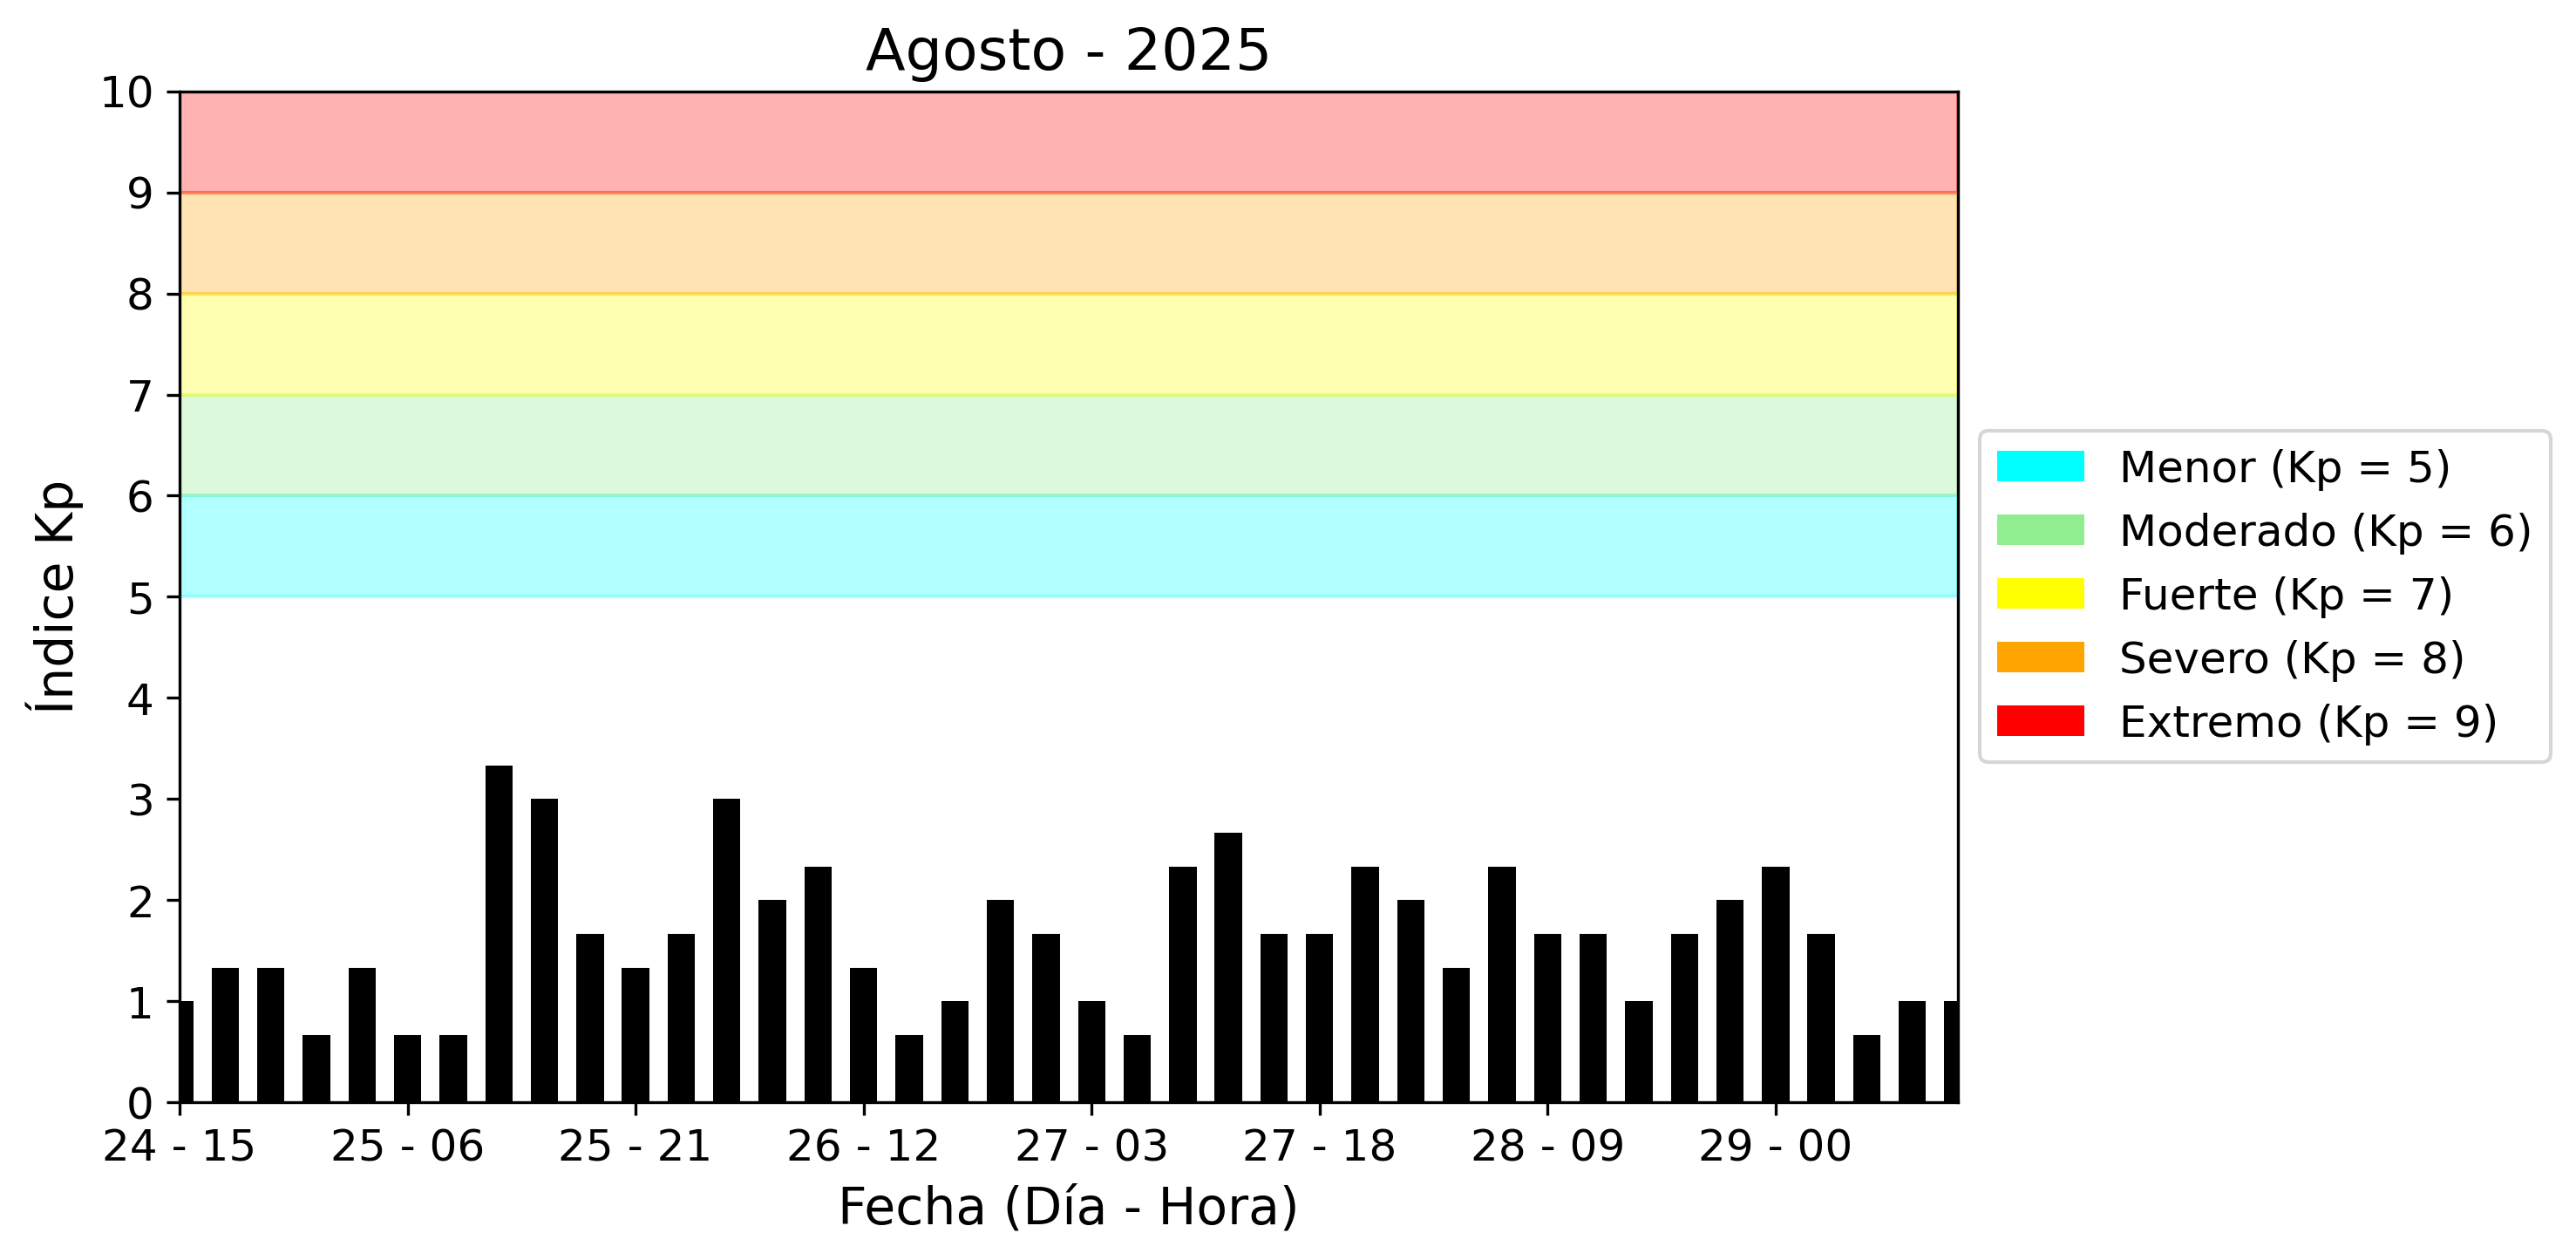 Agosto - 2025
10
9
8
7
6
5
4
3
2
1
0
Índice Kp
24 - 15
25 - 06
25 - 21
26 - 12
27 - 03
27 - 18
28 - 09
29 - 00
Fecha (Día - Hora)
Menor (Kp = 5)
Moderado (Kp = 6)
Fuerte (Kp = 7)
Severo (Kp = 8)
Extremo (Kp = 9)